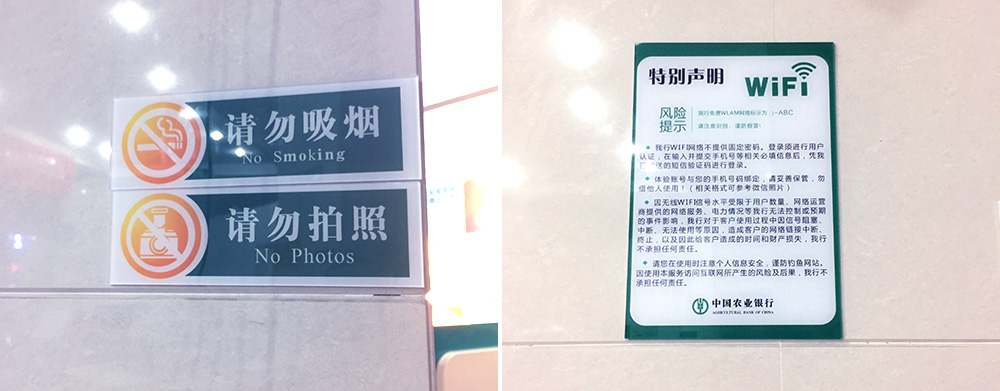 请勿吸烟
No Smoking
请勿拍照
No Photos
特别声明
WiFi
风险
提示
我行免费WLAM网络标示为：i-ABC
请注意识别，谨防假冒!
我行WIFI网络不提供固定密码。登录须进行用户
认证，在输入并提交手机号等相关必填信息后，凭我
送的短信验证码进行登录。
体验账号与您的手机号码绑定，请妥善保管，勿
借他人使用！（相关格式可参考微信照片）
因无线WIFI信号水平受限于用户数量、网络运营
商提供的网络服务、电力情况等我行无法控制或预期
的事件影响，我行对于客户使用过程中因信号阻塞、
中断、无法使用等原因，造成客户的网络链接中断、
终止，以及因此给客户造成的时间和财产损失，我行
不承担任何责任。
请您在使用时注意个人信息安全，谨防钓鱼网站。
因使用本服务访问互联网所产生的风险及后果，我行不
承担任何责任。
中国农业银行
AGRICULTURAL BANK OF CHINA